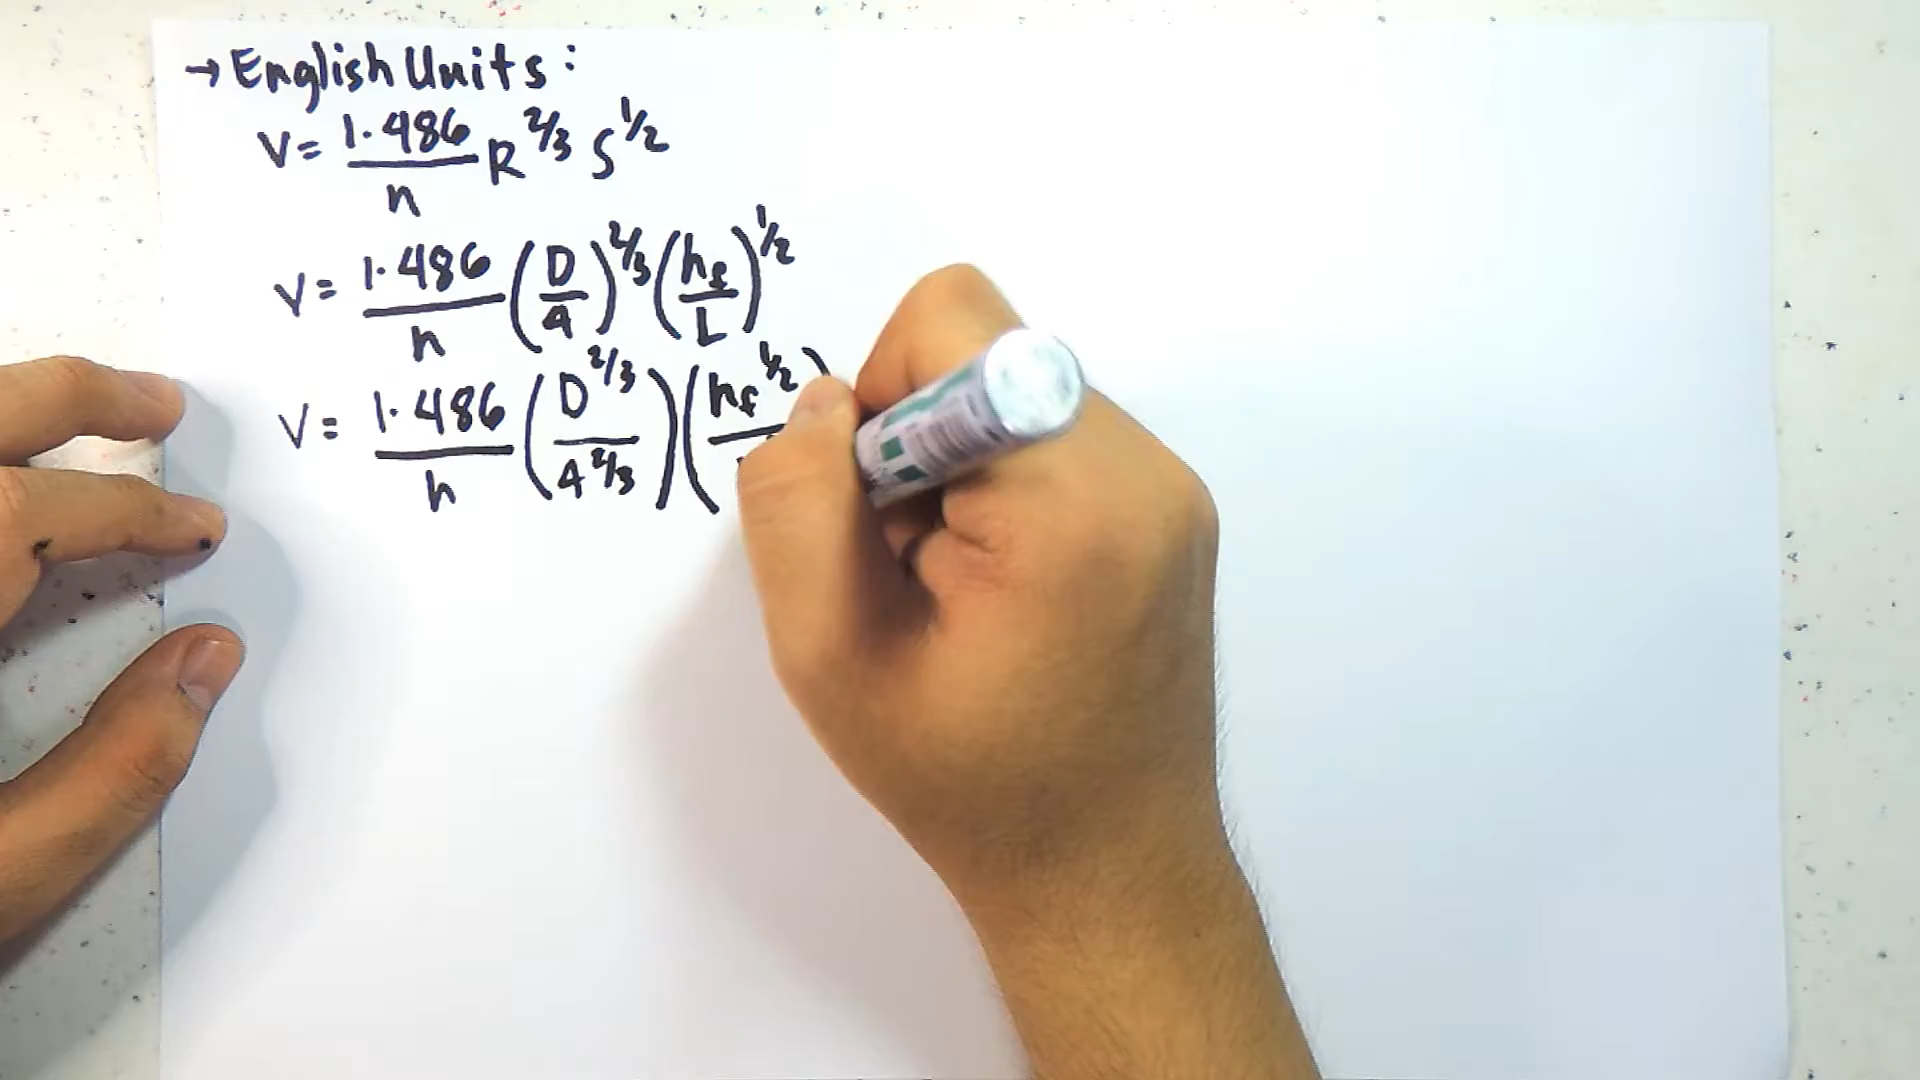 → English Units:
V = 1.486/n R^2/3 S^1/2
V = 1.486/n (D/4)^2/3 (hf/L)^1/2
V = 1.486/n (D^2/3/4^2/3)(hf^1/2)